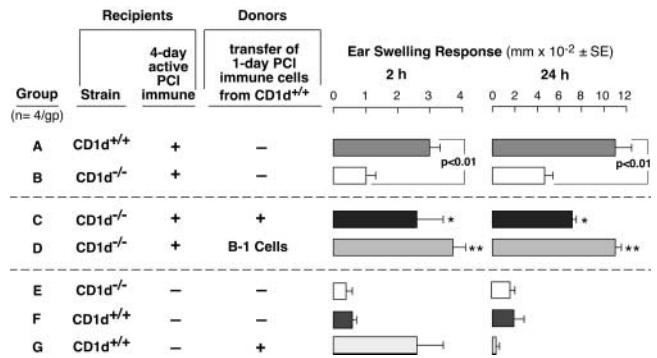 Recipients Donors
4-day active PCI immune
transfer of 1-day PCI immune cells from CD1d+/+
Ear Swelling Response (mm x 10-2 ± SE)
2 h 24 h
Group Strain
(n= 4/gp)
0 1 2 3 4 0 2 4 6 8 10 12
A CD1d+/+ + – p<0.01 p<0.01
B CD1d-/- + –
C CD1d-/- + + * *
D CD1d-/- + B-1 Cells ** **
E CD1d-/- – –
F CD1d+/+ – –
G CD1d+/+ – +